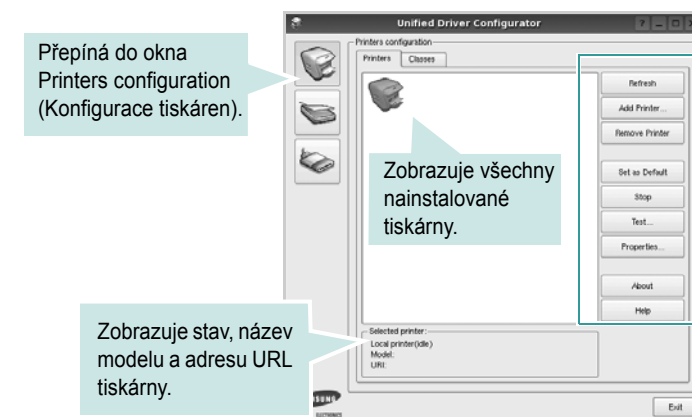 Unified Driver Configurator
Přepíná do okna
Printers configuration
(Konfigurace tiskáren).
Printers configuration
Printers
Classes
Zobrazuje všechny
nainstalované
tiskárny.
Refresh
Add Printer...
Remove Printer
Set as Default
Stop
Test...
Properties...
About
Help
Zobrazuje stav, název
modelu a adresu URL
tiskárny.
Selected printer:
Local printer(idle)
Model:
URI:
ELECTRONICS
Exit